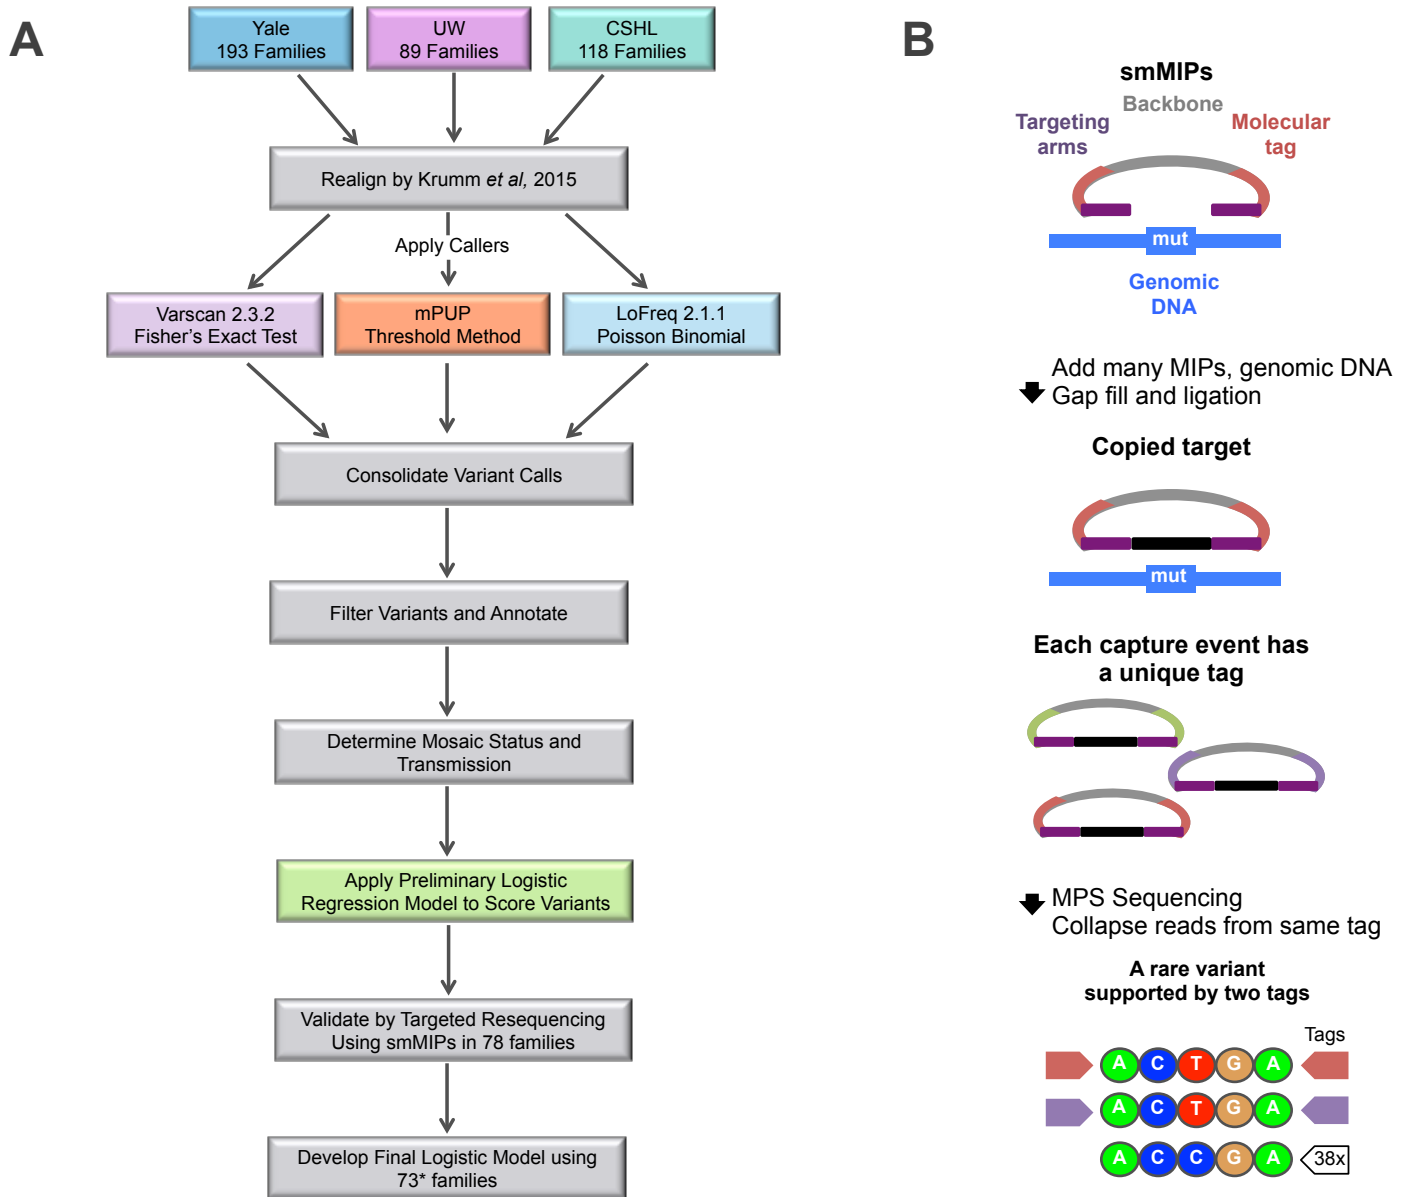 A
Yale
193 Families
UW
89 Families
CSHL
118 Families
Realign by Krumm et al, 2015
Apply Callers
Varscan 2.3.2
Fisher's Exact Test
mPUP
Threshold Method
LoFreq 2.1.1
Poisson Binomial
Consolidate Variant Calls
Filter Variants and Annotate
Determine Mosaic Status and
Transmission
Apply Preliminary Logistic
Regression Model to Score Variants
Validate by Targeted Resequencing
Using smMIPs in 78 families
Develop Final Logistic Model using
73* families
B
smMIPs
Backbone
Targeting
arms
Molecular
tag
mut
Genomic
DNA
Add many MIPs, genomic DNA
Gap fill and ligation
Copied target
mut
Each capture event has
a unique tag
MPS Sequencing
Collapse reads from same tag
A rare variant
supported by two tags
Tags
A C T G A
A C T G A
A C C G A 38x